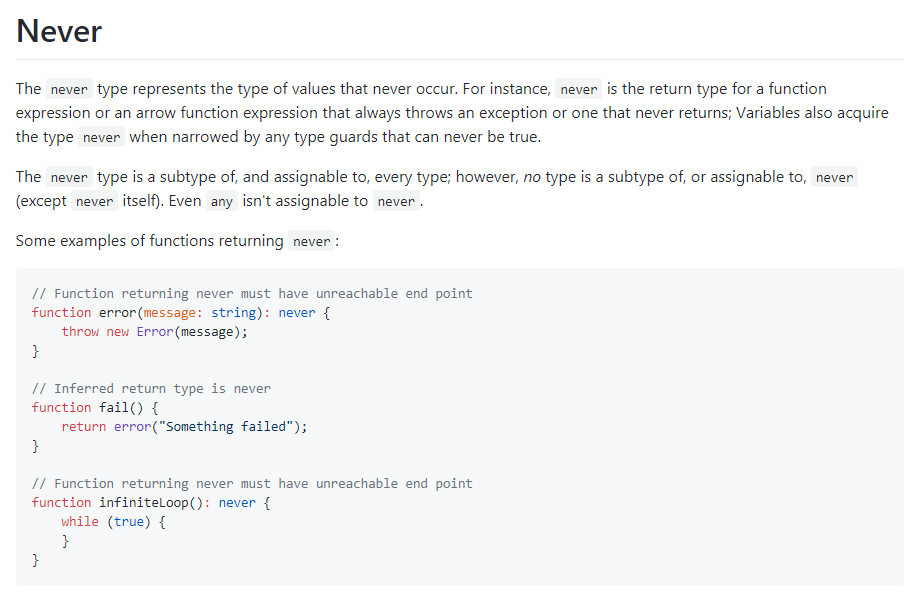 Never
The never type represents the type of values that never occur. For instance, never is the return type for a function
expression or an arrow function expression that always throws an exception or one that never returns; Variables also acquire
the type never when narrowed by any type guards that can never be true.
The never type is a subtype of, and assignable to, every type; however, no type is a subtype of, or assignable to, never
(except never itself). Even any isn't assignable to never.
Some examples of functions returning never:
// Function returning never must have unreachable end point
function error(message: string): never {
    throw new Error(message);
}
// Inferred return type is never
function fail() {
    return error("Something failed");
}
// Function returning never must have unreachable end point
function infiniteLoop(): never {
    while (true) {
    }
}